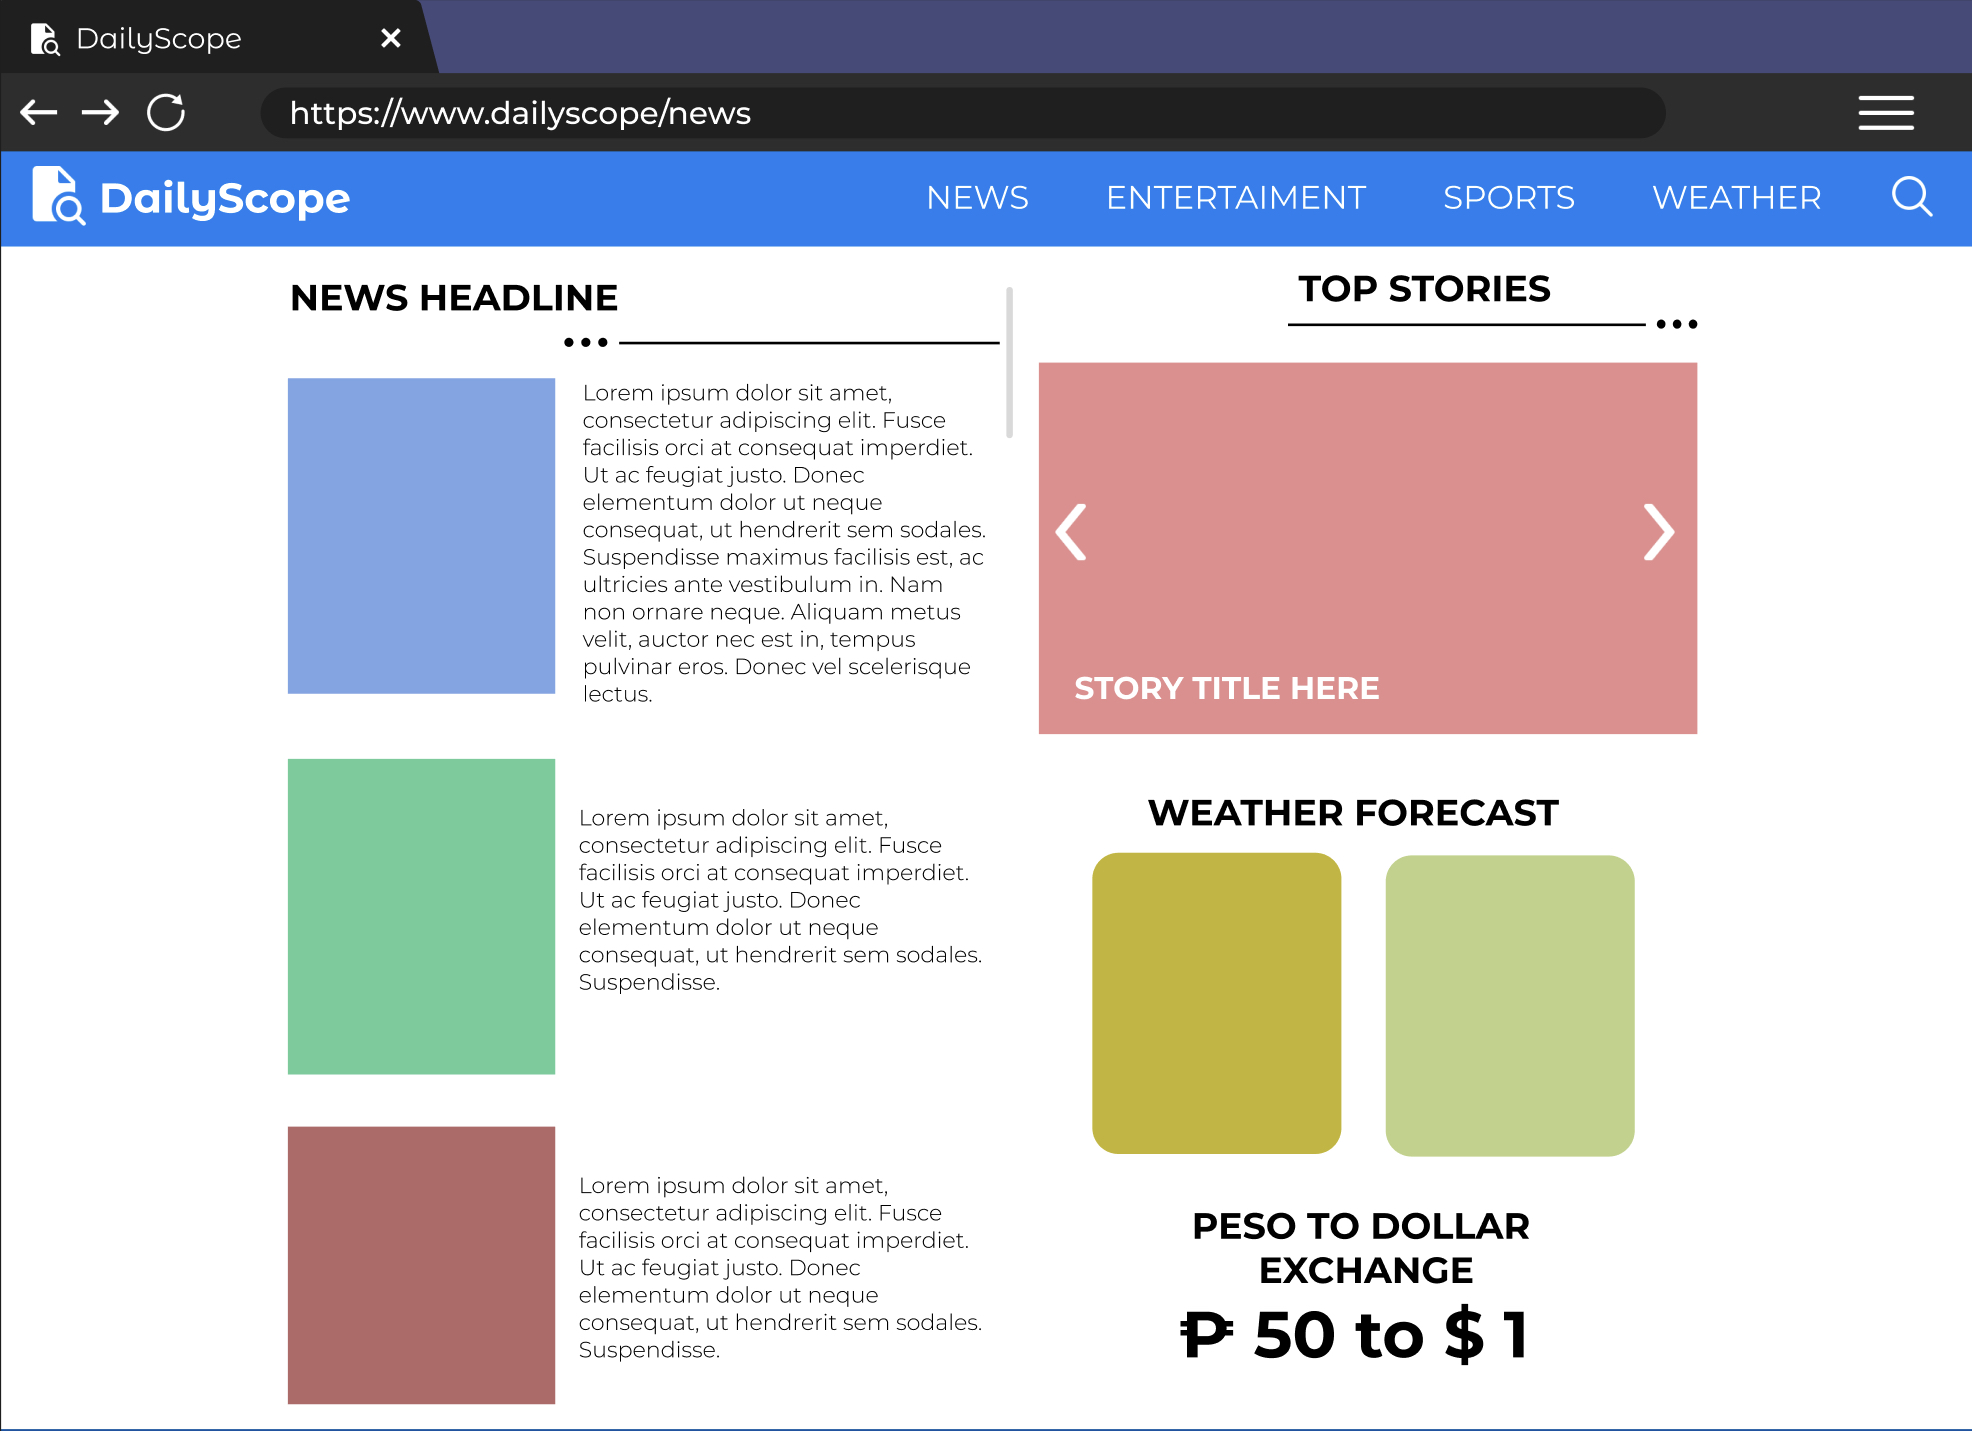 DailyScope
https://www.dailyscope/news
DailyScope
NEWS
ENTERTAIMENT
SPORTS
WEATHER
NEWS HEADLINE
Lorem ipsum dolor sit amet,
consectetur adipiscing elit. Fusce
facilisis orci at consequat imperdiet.
Ut ac feugiat justo. Donec
elementum dolor ut neque
consequat, ut hendrerit sem sodales.
Suspendisse maximus facilisis est, ac
ultricies ante vestibulum in. Nam
non ornare neque. Aliquam metus
velit, auctor nec est in, tempus
pulvinar eros. Donec vel scelerisque
lectus.
Lorem ipsum dolor sit amet,
consectetur adipiscing elit. Fusce
facilisis orci at consequat imperdiet.
Ut ac feugiat justo. Donec
elementum dolor ut neque
consequat, ut hendrerit sem sodales.
Suspendisse.
Lorem ipsum dolor sit amet,
consectetur adipiscing elit. Fusce
facilisis orci at consequat imperdiet.
Ut ac feugiat justo. Donec
elementum dolor ut neque
consequat, ut hendrerit sem sodales.
Suspendisse.
TOP STORIES
STORY TITLE HERE
WEATHER FORECAST
PESO TO DOLLAR
EXCHANGE
₱ 50 to $ 1